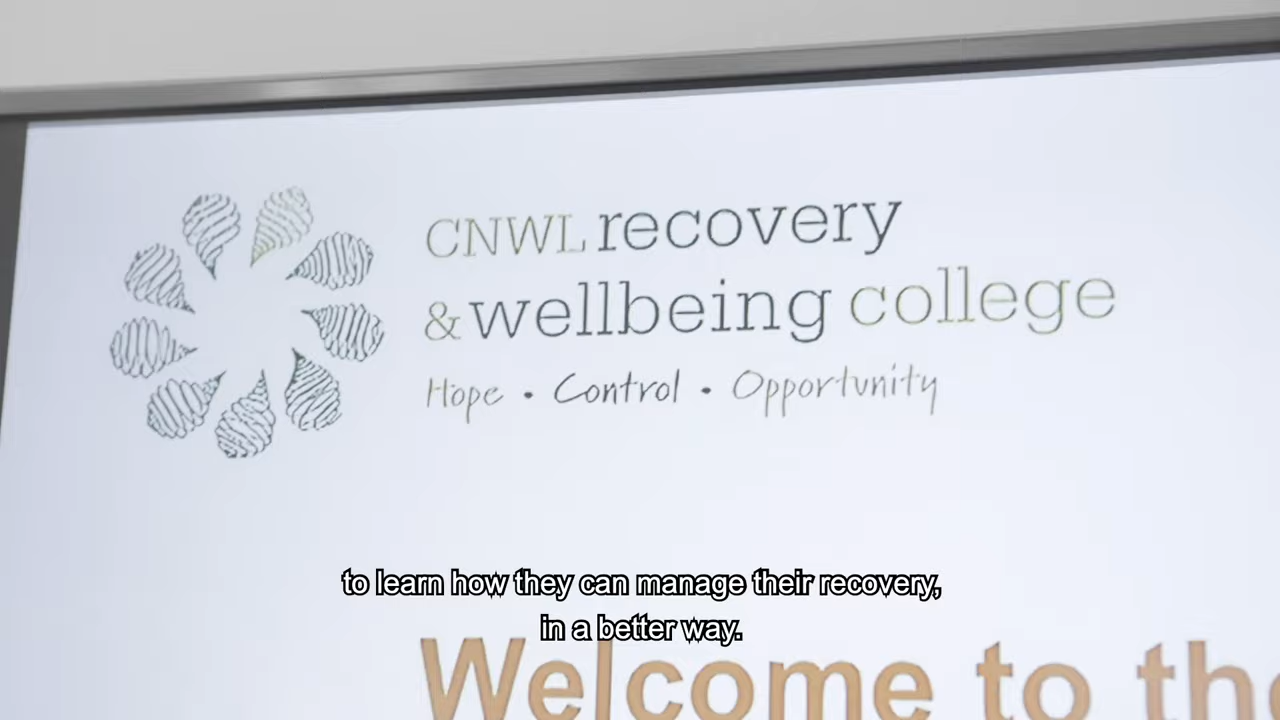 CNWL recovery
& wellbeing college
Hope • Control • Opportunity
to learn how they can manage their recovery,
in a better way.
Welcome to the